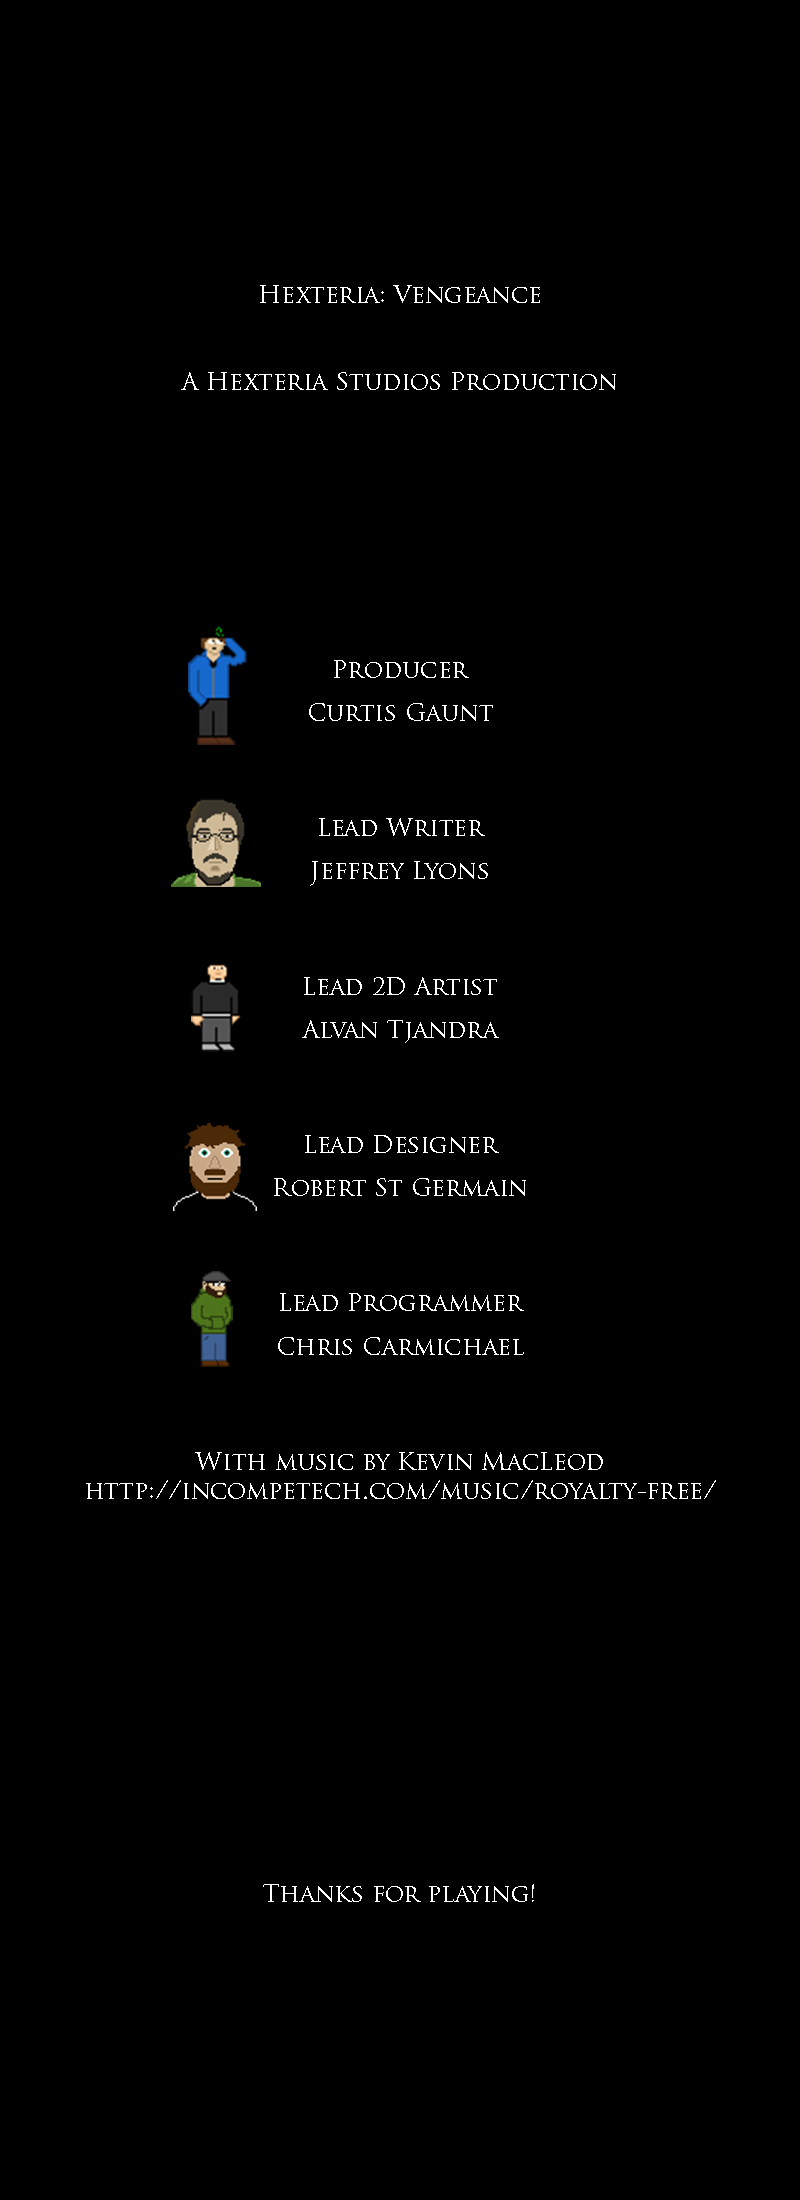 Hexteria: Vengeance
A Hexteria Studios Production
Producer
Curtis Gaunt
Lead Writer
Jeffrey Lyons
Lead 2D Artist
Alvan Tjandra
Lead Designer
Robert St Germain
Lead Programmer
Chris Carmichael
With music by Kevin MacLeod
http://incompetech.com/music/royalty-free/
Thanks for playing!